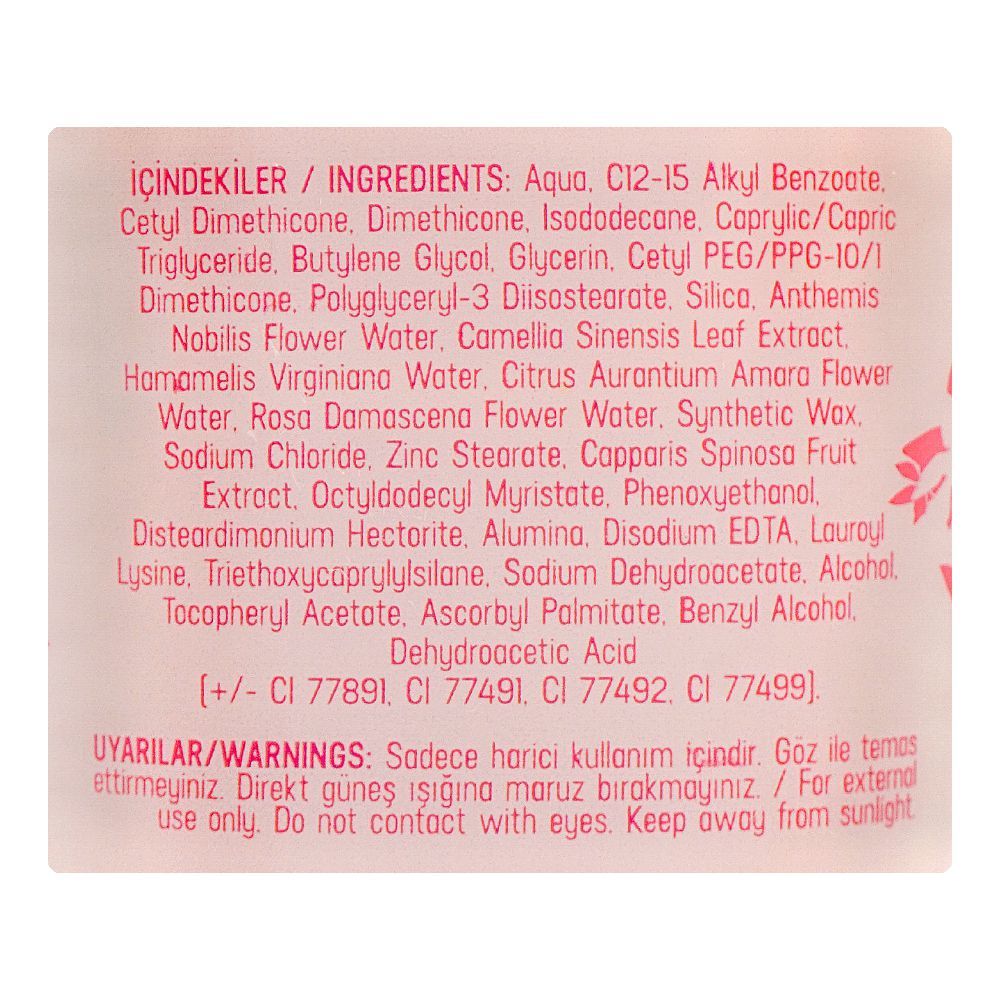 İÇİNDEKİLER / INGREDIENTS: Aqua, C12-15 Alkyl Benzoate,
Cetyl Dimethicone, Dimethicone, Isododecane, Caprylic/Capric
Triglyceride, Butylene Glycol, Glycerin, Cetyl PEG/PPG-10/1
Dimethicone, Polyglyceryl-3 Diisostearate, Silica, Anthemis
Nobilis Flower Water, Camellia Sinensis Leaf Extract,
Hamamelis Virginiana Water, Citrus Aurantium Amara Flower
Water, Rosa Damascena Flower Water, Synthetic Wax,
Sodium Chloride, Zinc Stearate, Capparis Spinosa Fruit
Extract, Octyldodecyl Myristate, Phenoxyethanol,
Disteardimonium Hectorite, Alumina, Disodium EDTA, Lauroyl
Lysine, Triethoxycaprylylsilane, Sodium Dehydroacetate, Alcohol,
Tocopheryl Acetate, Ascorbyl Palmitate, Benzyl Alcohol,
Dehydroacetic Acid
(+/- CI 77891, CI 77491, CI 77492, CI 77499).
UYARILAR/WARNINGS: Sadece harici kullanım içindir. Göz ile temas
ettirmeyiniz. Direkt güneş ışığına maruz bırakmayınız. / For external
use only. Do not contact with eyes. Keep away from sunlight.